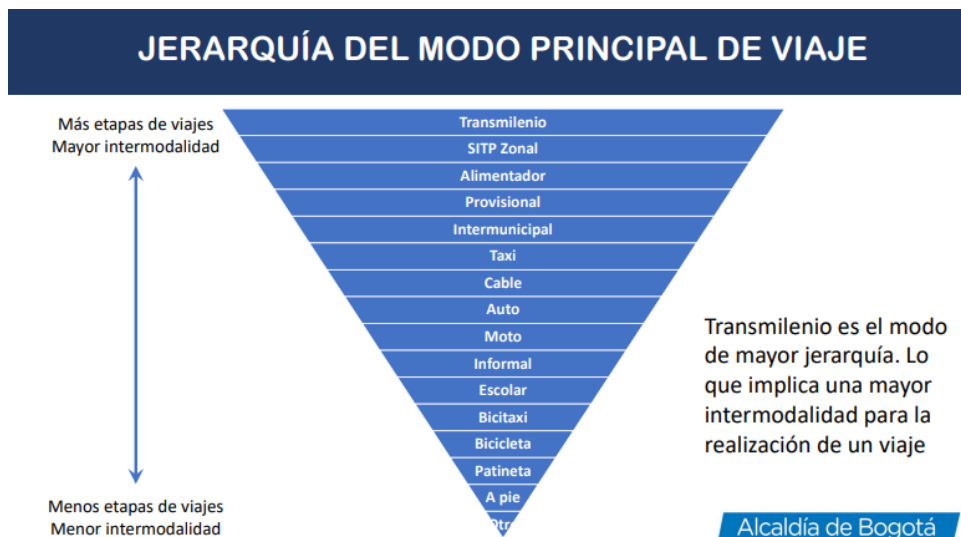 JERARQUÍA DEL MODO PRINCIPAL DE VIAJE
Más etapas de viajes
Mayor intermodalidad
Transmilenio
SITP Zonal
Alimentador
Provisional
Intermunicipal
Taxi
Cable
Auto
Moto
Informal
Escolar
Bicitaxi
Bicicleta
Patineta
A pie
Transmilenio es el modo
de mayor jerarquía. Lo
que implica una mayor
intermodalidad para la
realización de un viaje
Menos etapas de viajes
Menor intermodalidad
Alcaldía de Bogotá